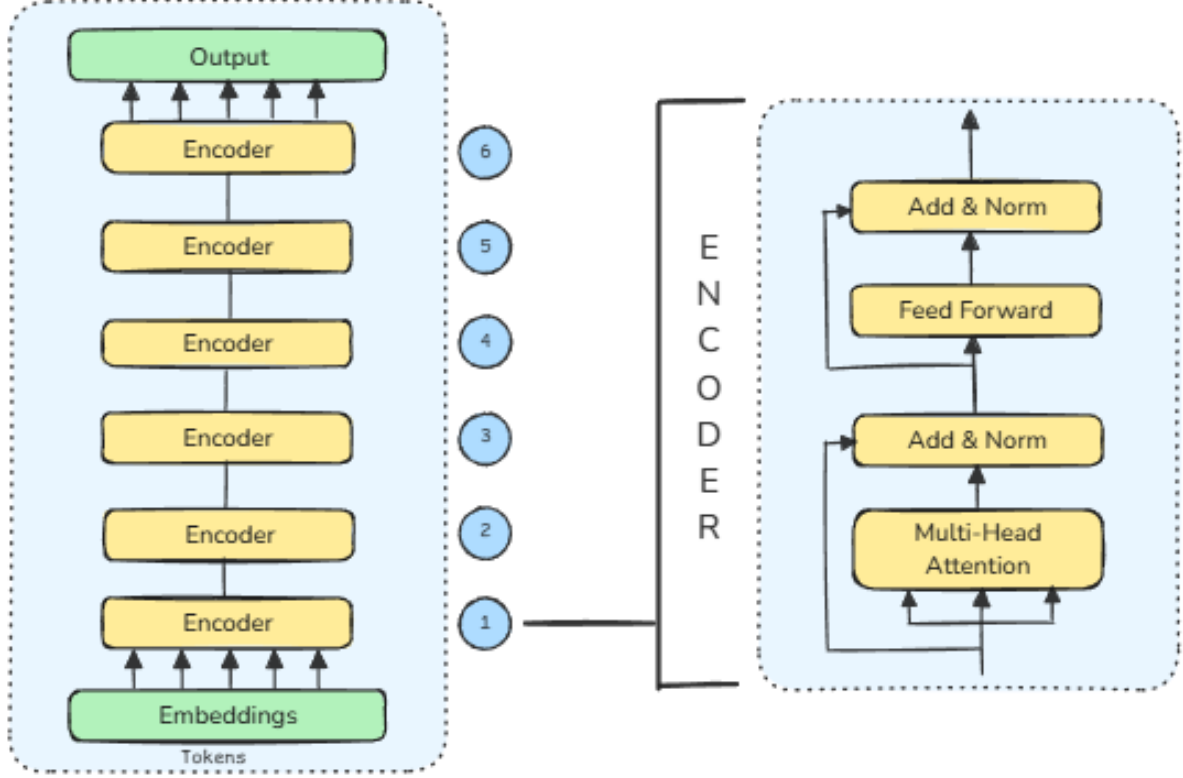 Output
Encoder
6
Encoder
5
Encoder
4
Encoder
3
Encoder
2
Encoder
1
Embeddings
Tokens
E
N
C
O
D
E
R
Add & Norm
Feed Forward
Add & Norm
Multi-Head
Attention